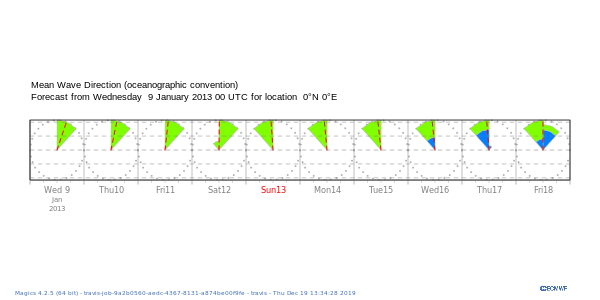 Mean Wave Direction (oceanographic convention)
Forecast from Wednesday 9 January 2013 00 UTC for location 0°N 0°E
Wed 9 Thu10 Fri11 Sat12 Sun13 Mon14 Tue15 Wed16 Thu17 Fri18
Jan
2013
Magics 4.2.5 (64 bit) - travis-job-9a2b0560-aedc-4367-8131-a874be00f9fe - travis - Thu Dec 19 13:34:28 2019
ECMWF